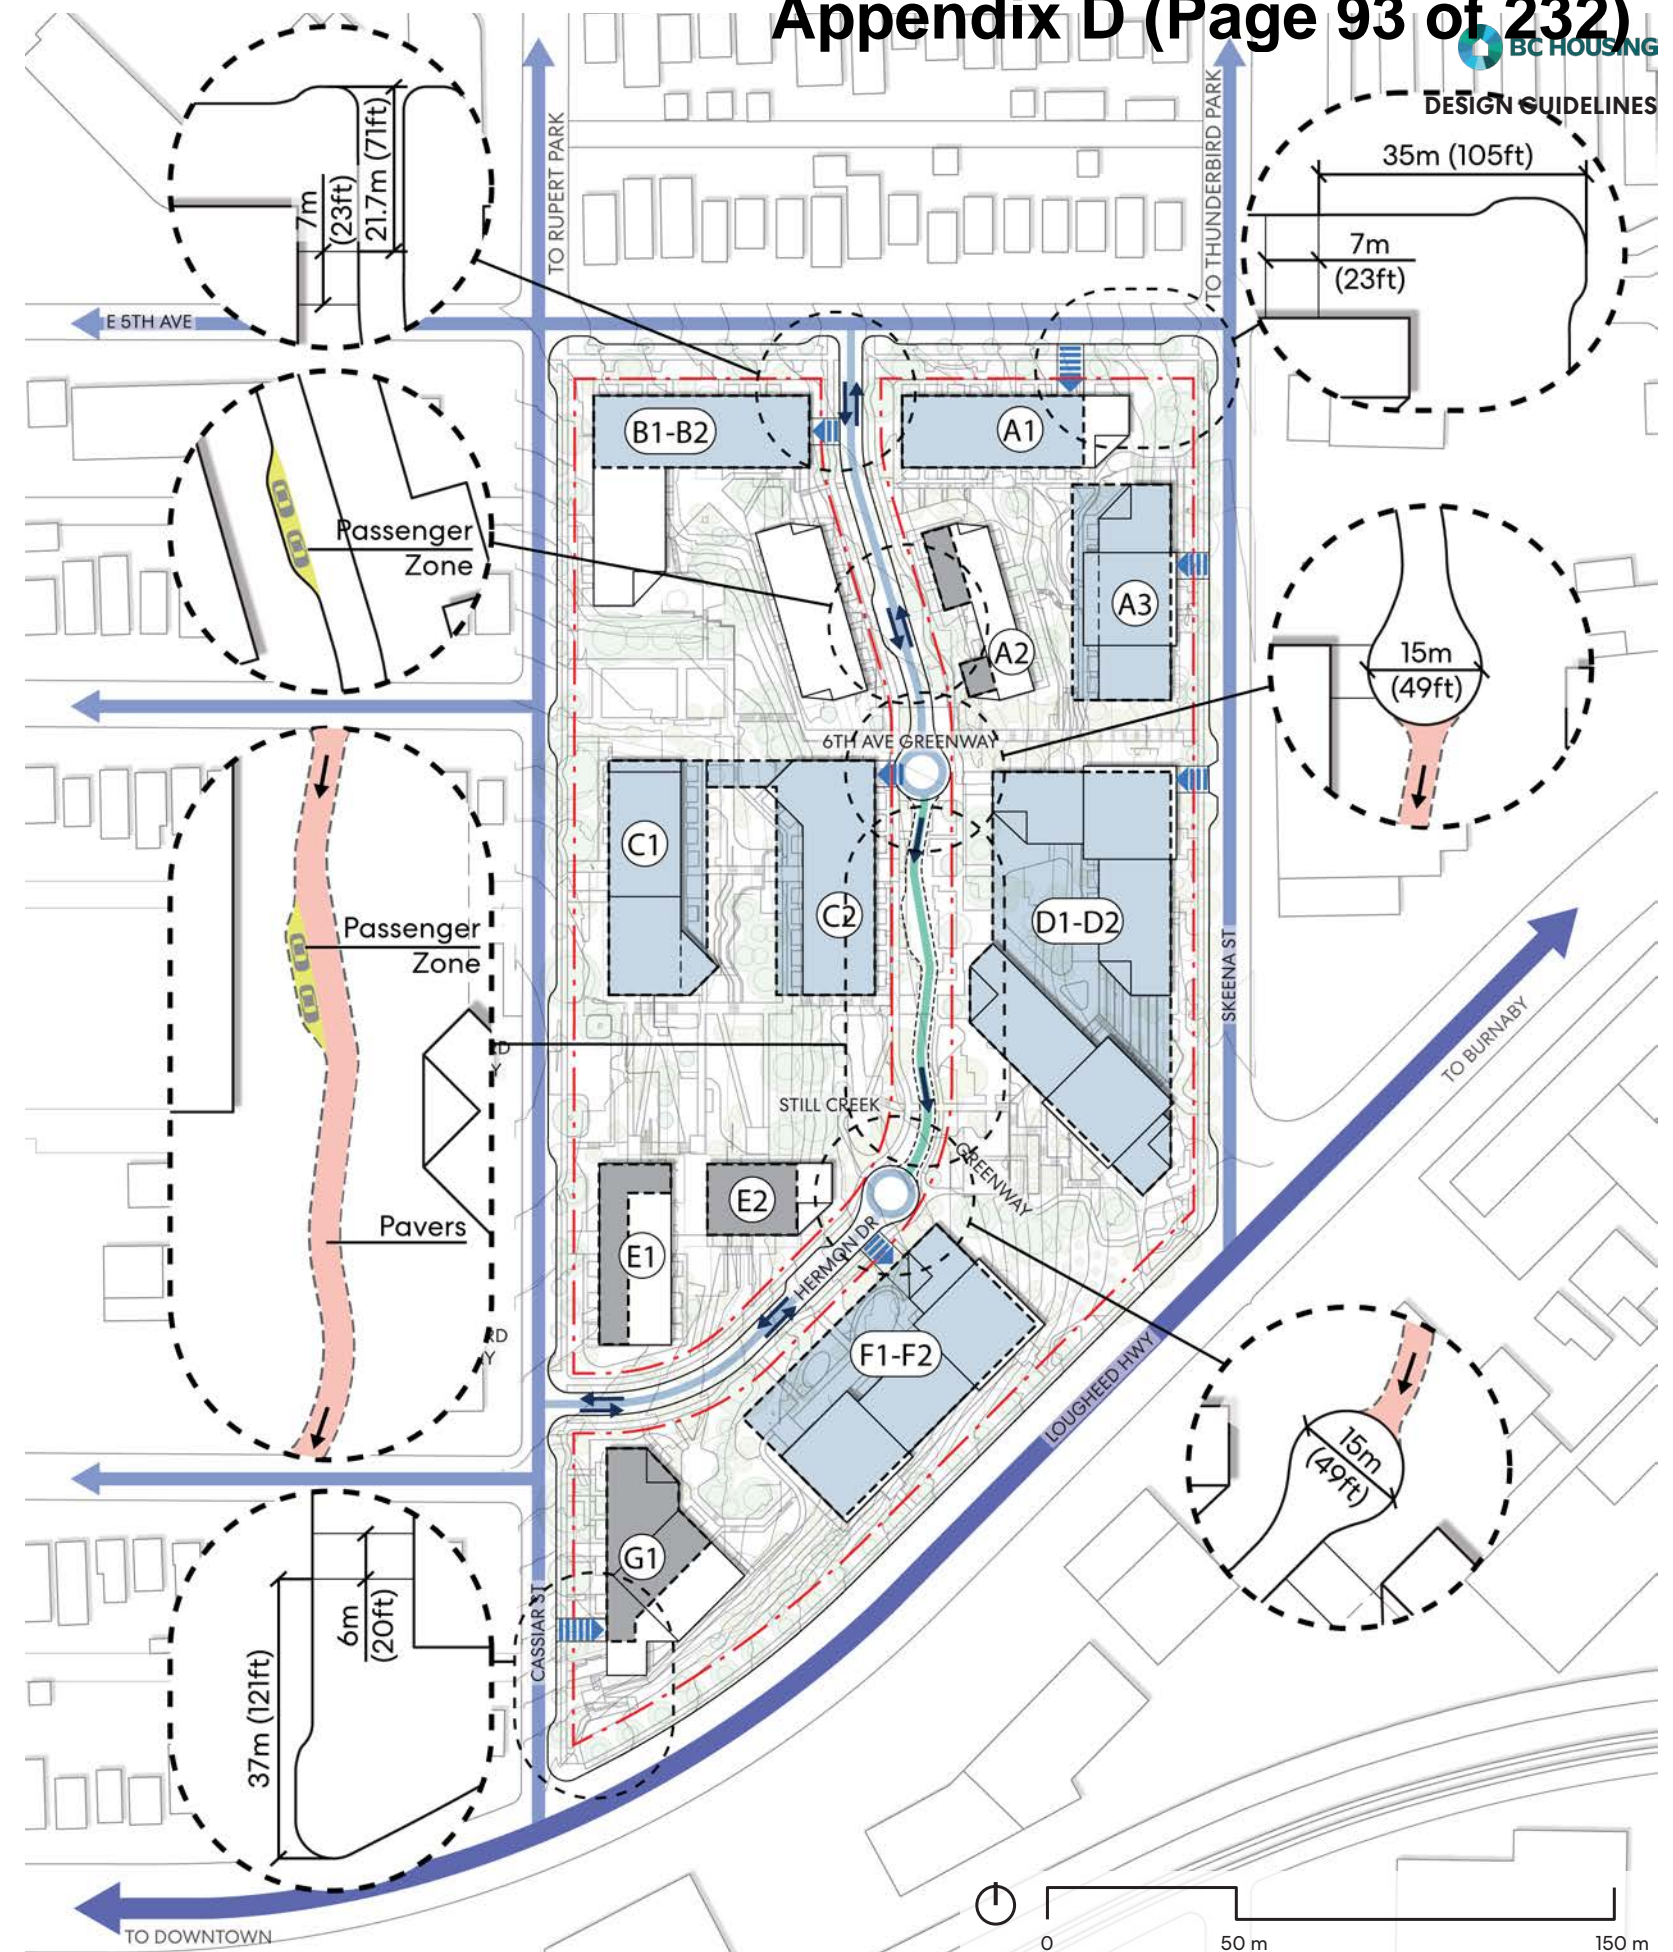 Appendix D (Page 93 of 232)
BC HOUSING
DESIGN GUIDELINES
TO RUPERT PARK
TO THUNDERBIRD PARK
7m
(23ft)
21.7m (71ft)
35m (105ft)
7m
(23ft)
E 5TH AVE
B1-B2
A1
Passenger
Zone
A3
A2
15m
(49ft)
6TH AVE GREENWAY
C1
C2
D1-D2
Passenger
Zone
SKEENA ST
TO BURNABY
D
Y
STILL CREEK
GREENWAY
E2
E1
Pavers
HERMON DR
RD
Y
F1-F2
LOUGHEED HWY
15m
(49ft)
G1
CASSIAR ST
6m
(20ft)
37m (121ft)
TO DOWNTOWN
0
50 m
150 m